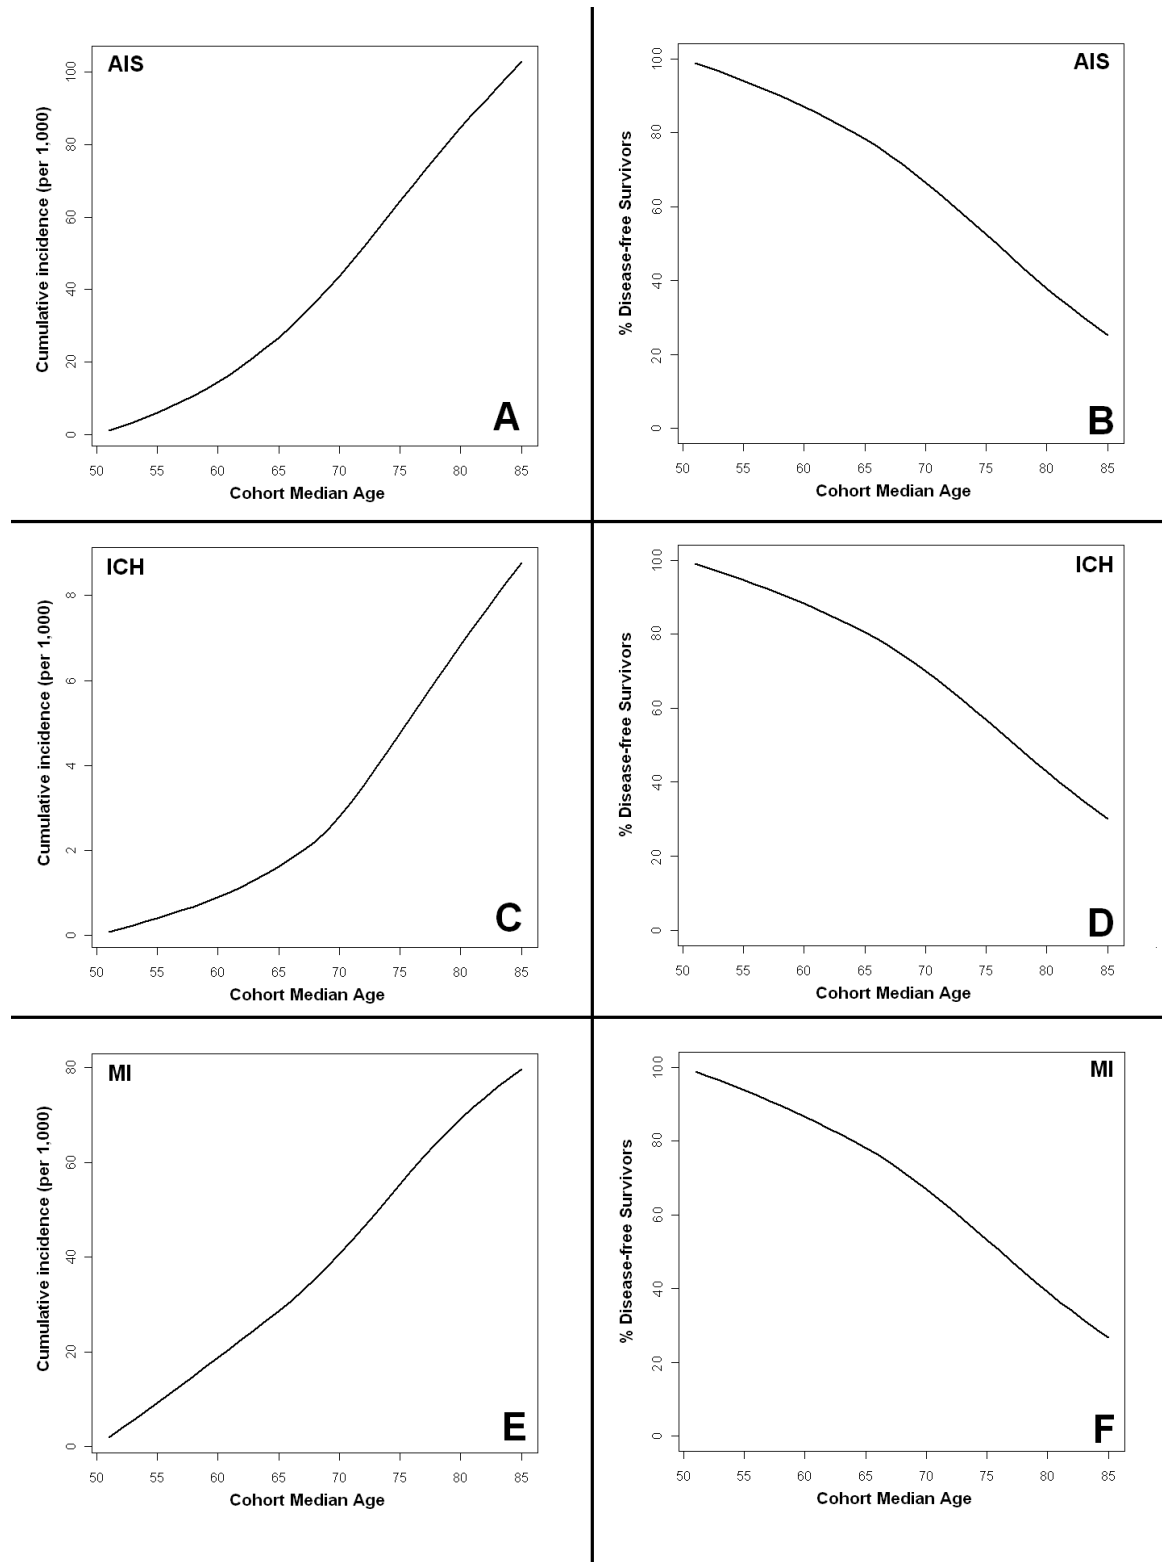 AIS
Cumulative incidence (per 1,000)
100
80
60
40
20
0
A
50 55 60 65 70 75 80 85
Cohort Median Age
AIS
% Disease-free Survivors
100
80
60
40
20
0
B
50 55 60 65 70 75 80 85
Cohort Median Age
ICH
Cumulative incidence (per 1,000)
8
6
4
2
0
C
50 55 60 65 70 75 80 85
Cohort Median Age
ICH
% Disease-free Survivors
100
80
60
40
20
0
D
50 55 60 65 70 75 80 85
Cohort Median Age
MI
Cumulative incidence (per 1,000)
80
60
40
20
0
E
50 55 60 65 70 75 80 85
Cohort Median Age
MI
% Disease-free Survivors
100
80
60
40
20
0
F
50 55 60 65 70 75 80 85
Cohort Median Age